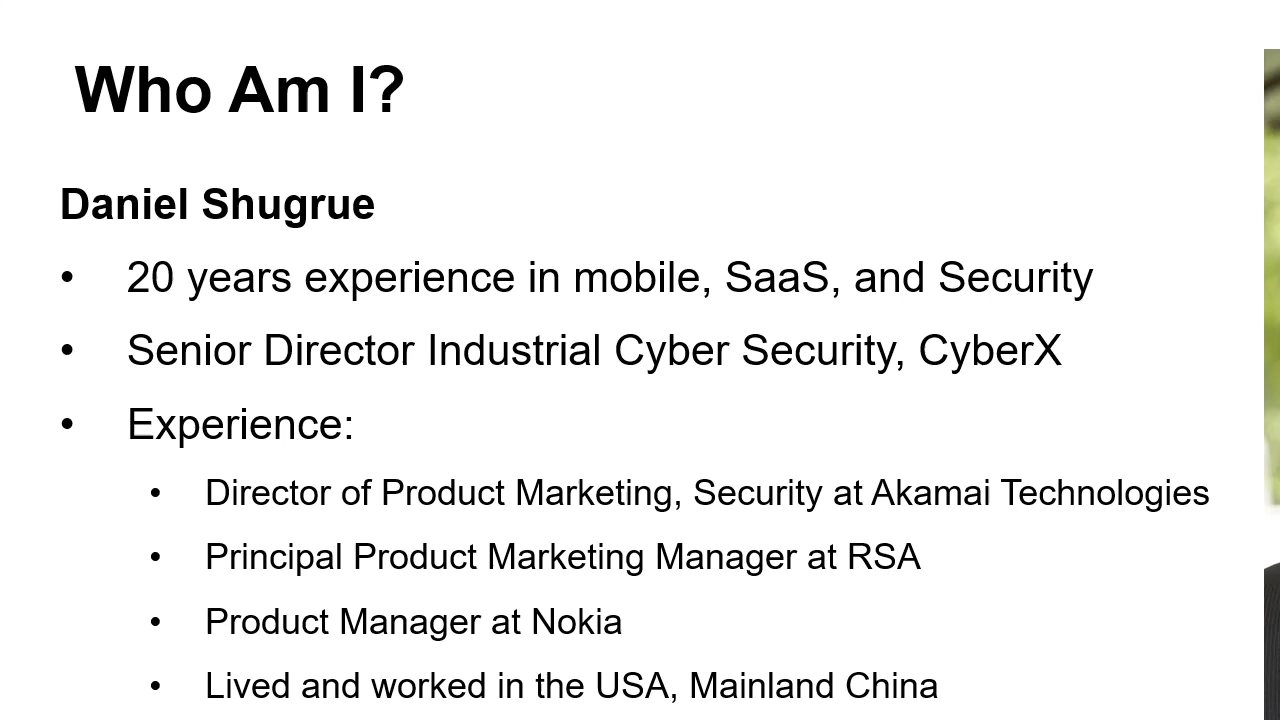 Who Am I?
Daniel Shugrue
• 20 years experience in mobile, SaaS, and Security
• Senior Director Industrial Cyber Security, CyberX
• Experience:
• Director of Product Marketing, Security at Akamai Technologies
• Principal Product Marketing Manager at RSA
• Product Manager at Nokia
• Lived and worked in the USA, Mainland China